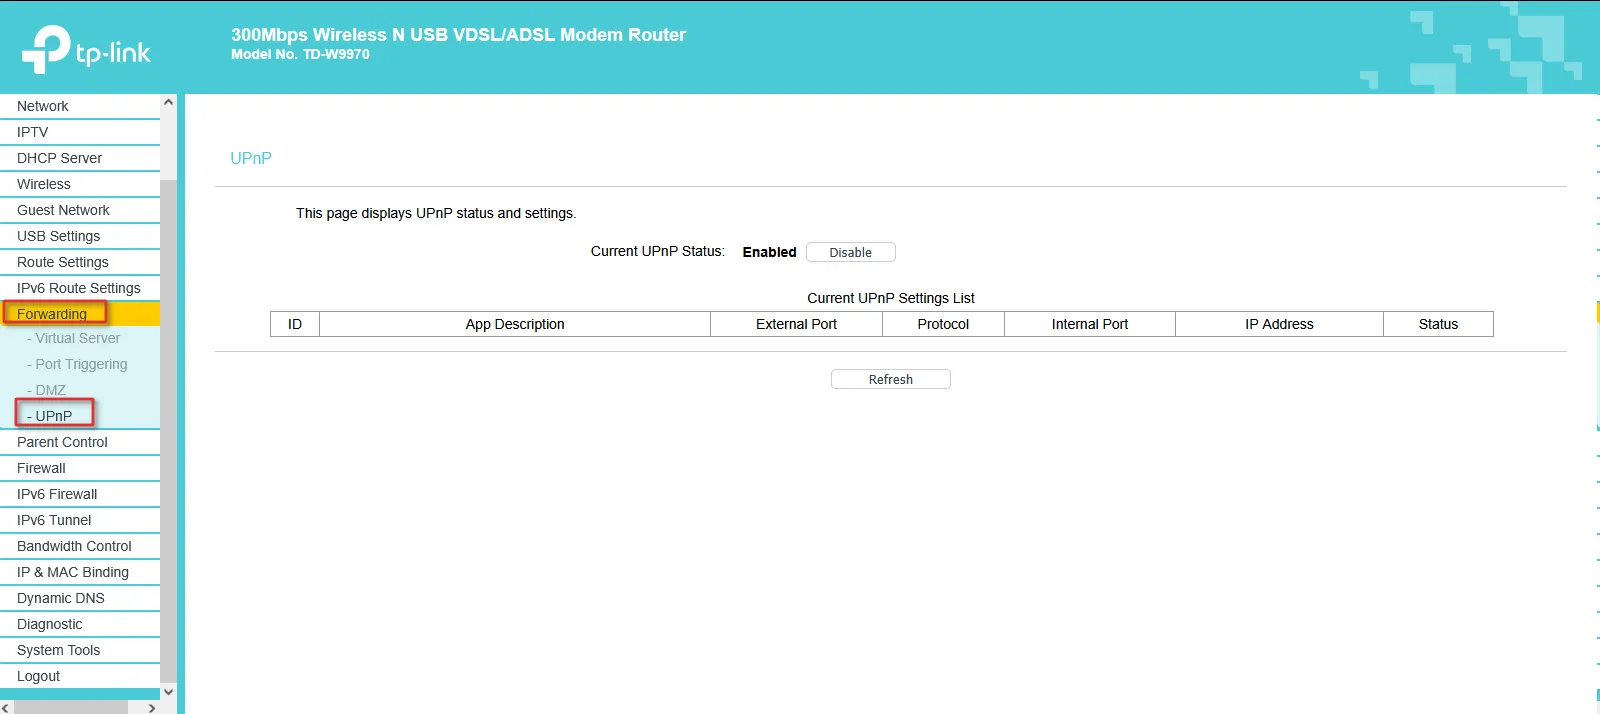 tp-link
300Mbps Wireless N USB VDSL/ADSL Modem Router
Model No. TD-W9970
Network
IPTV
DHCP Server
Wireless
Guest Network
USB Settings
Route Settings
IPv6 Route Settings
Forwarding
- Virtual Server
- Port Triggering
- DMZ
- UPnP
Parent Control
Firewall
IPv6 Firewall
IPv6 Tunnel
Bandwidth Control
IP & MAC Binding
Dynamic DNS
Diagnostic
System Tools
Logout
UPnP
This page displays UPnP status and settings.
Current UPnP Status: Enabled Disable
Current UPnP Settings List
ID App Description External Port Protocol Internal Port IP Address Status
Refresh